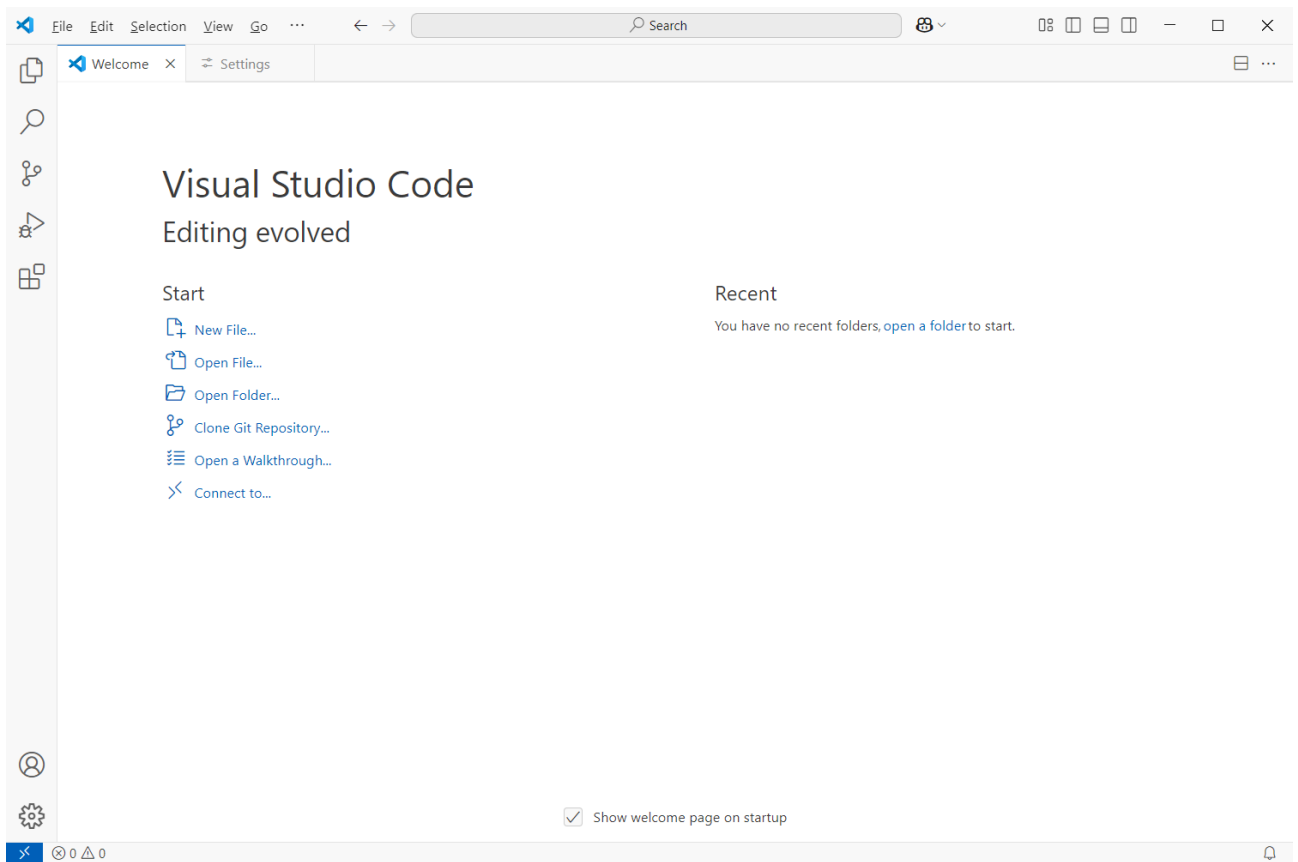 File Edit Selection View Go ···
Search
Welcome Settings
Visual Studio Code
Editing evolved
Start
New File...
Open File...
Open Folder...
Clone Git Repository...
Open a Walkthrough...
Connect to...
Recent
You have no recent folders, open a folder to start.
Show welcome page on startup
0 0